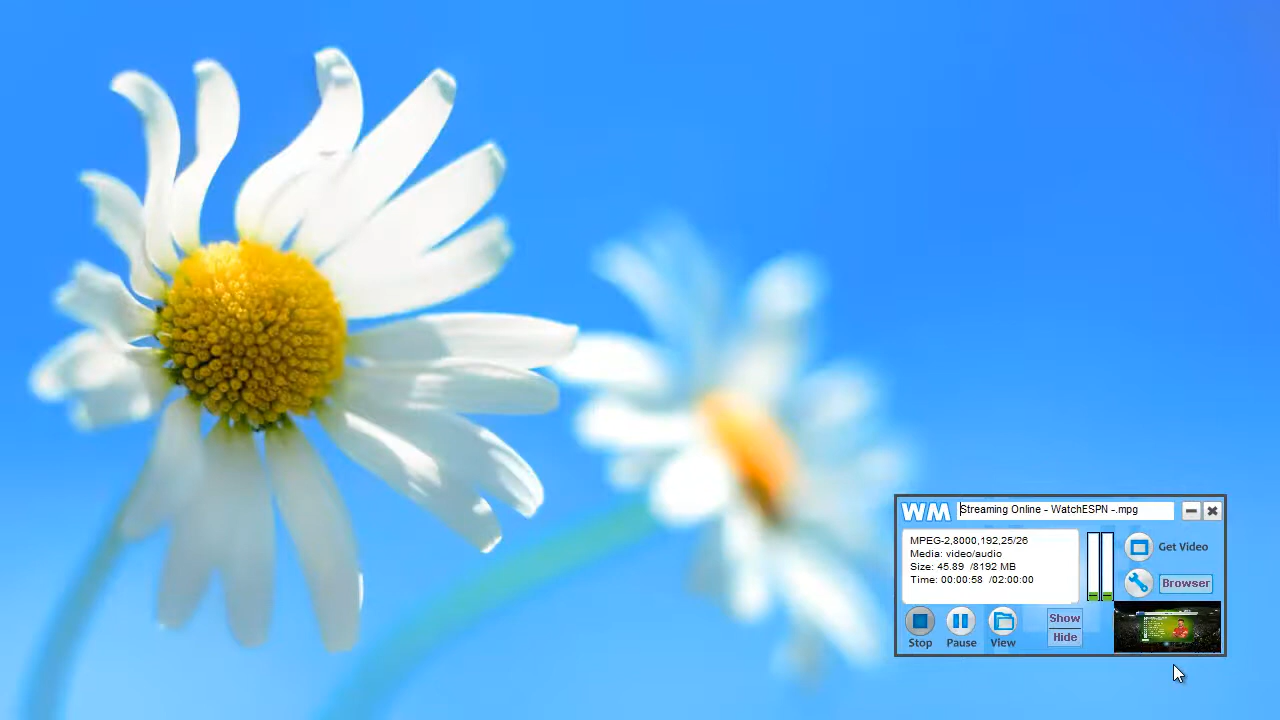 WM Streaming Online - WatchESPN -.mpg
MPEG-2,8000,192,25/26
Media: video/audio
Size: 45.89 /8192 MB
Time: 00:00:58 /02:00:00
Get Video
Browser
Stop
Pause
View
Show
Hide